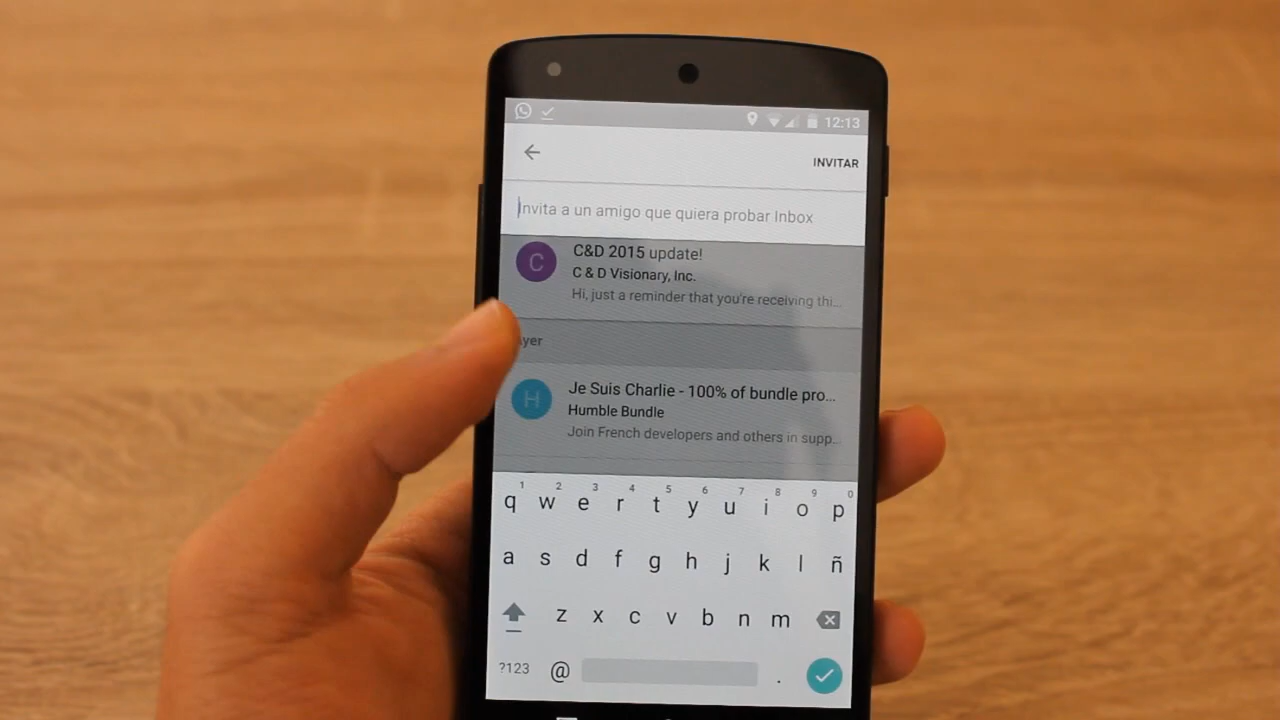 12:13
INVITAR
Invita a un amigo que quiera probar Inbox
C
C&D 2015 update!
C & D Visionary, Inc.
Hi, just a reminder that you're receiving thi...
Ayer
H
Je Suis Charlie - 100% of bundle pro...
Humble Bundle
Join French developers and others in supp...
1 2 3 4 5 6 7 8 9 0
q w e r t y u i o p
a s d f g h j k l ñ
z x c v b n m
?123 @ .